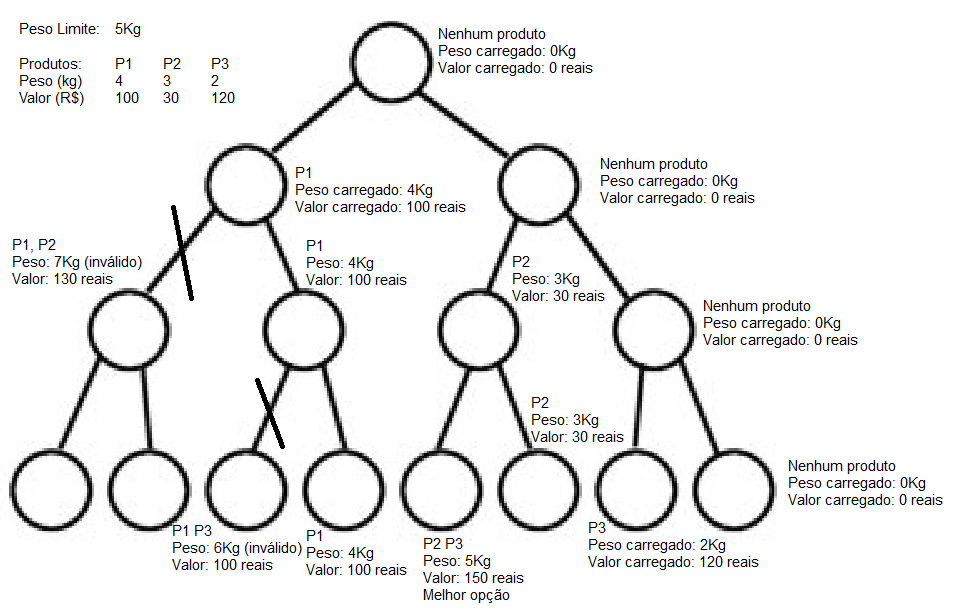 Peso Limite: 5Kg
Produtos: P1 P2 P3
Peso (kg) 4 3 2
Valor (R$) 100 30 120
Nenhum produto
Peso carregado: 0Kg
Valor carregado: 0 reais
P1
Peso carregado: 4Kg
Valor carregado: 100 reais
Nenhum produto
Peso carregado: 0Kg
Valor carregado: 0 reais
P1, P2
Peso: 7Kg (inválido)
Valor: 130 reais
P1
Peso: 4Kg
Valor: 100 reais
P2
Peso: 3Kg
Valor: 30 reais
Nenhum produto
Peso carregado: 0Kg
Valor carregado: 0 reais
P2
Peso: 3Kg
Valor: 30 reais
Nenhum produto
Peso carregado: 0Kg
Valor carregado: 0 reais
P1 P3
Peso: 6Kg (inválido)
Valor: 100 reais
P1
Peso: 4Kg
Valor: 100 reais
P2 P3
Peso: 5Kg
Valor: 150 reais
Melhor opção
P3
Peso carregado: 2Kg
Valor carregado: 120 reais